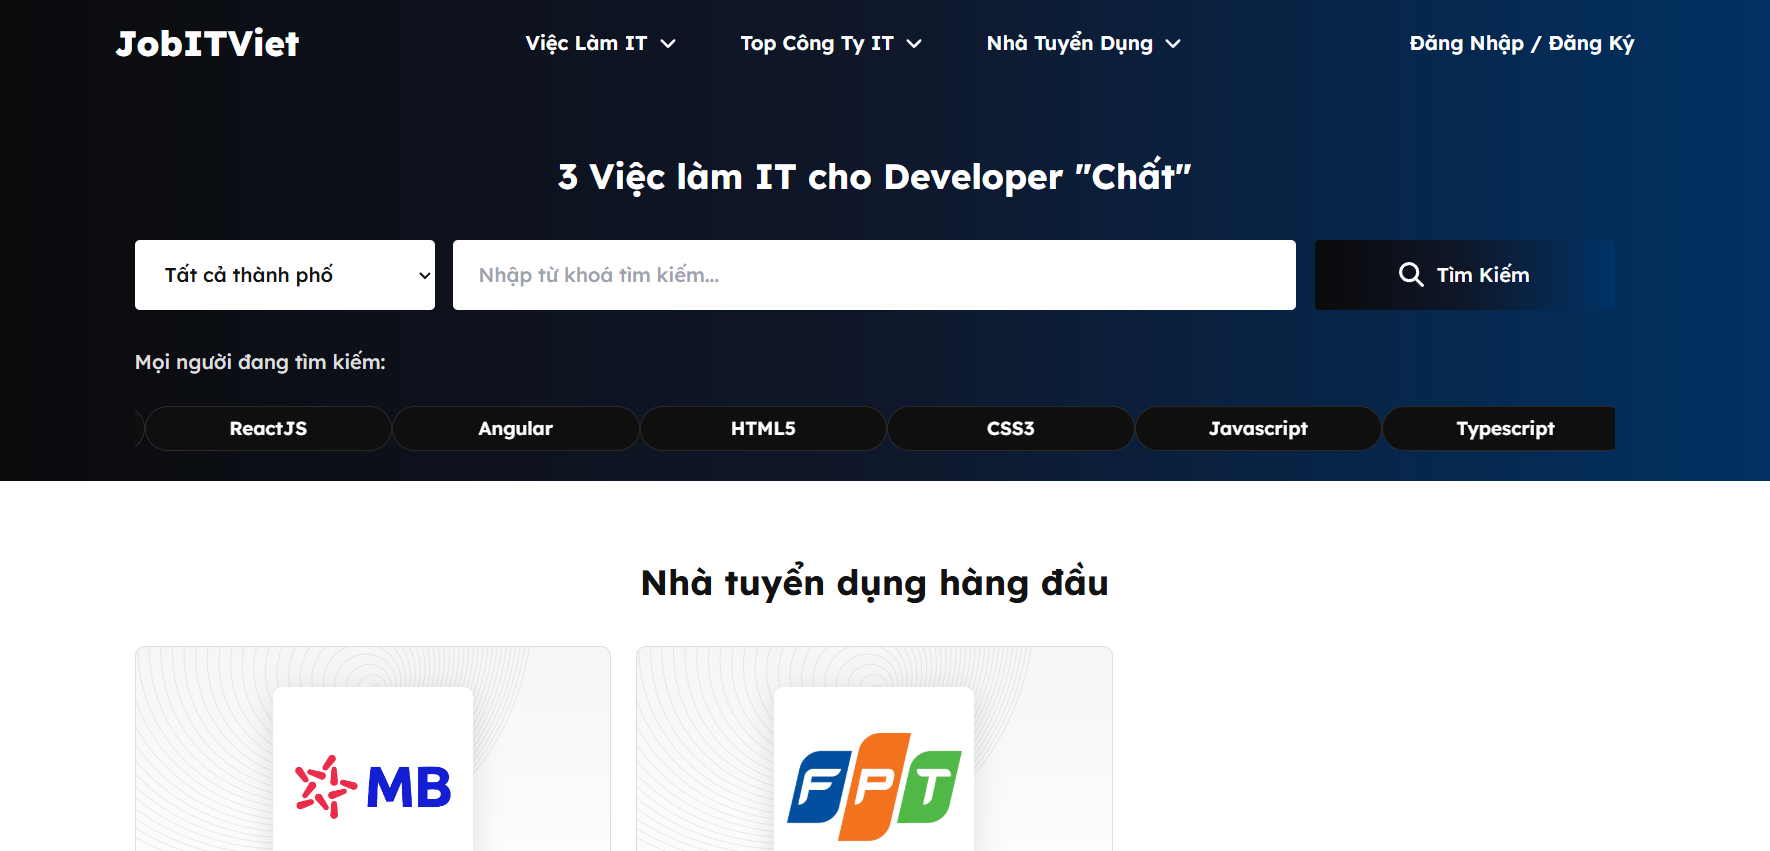 JobITViet
Việc Làm IT
Top Công Ty IT
Nhà Tuyển Dụng
Đăng Nhập / Đăng Ký
3 Việc làm IT cho Developer "Chất"
Tất cả thành phố
Nhập từ khoá tìm kiếm...
Tìm Kiếm
Mọi người đang tìm kiếm:
ReactJS
Angular
HTML5
CSS3
Javascript
Typescript
Nhà tuyển dụng hàng đầu
MB
FPT